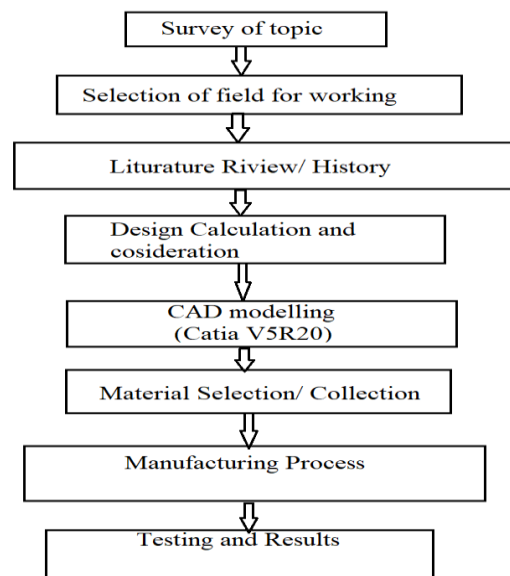 Survey of topic
Selection of field for working
Liturature Riview/ History
Design Calculation and
cosideration
CAD modelling
(Catia V5R20)
Material Selection/ Collection
Manufacturing Process
Testing and Results